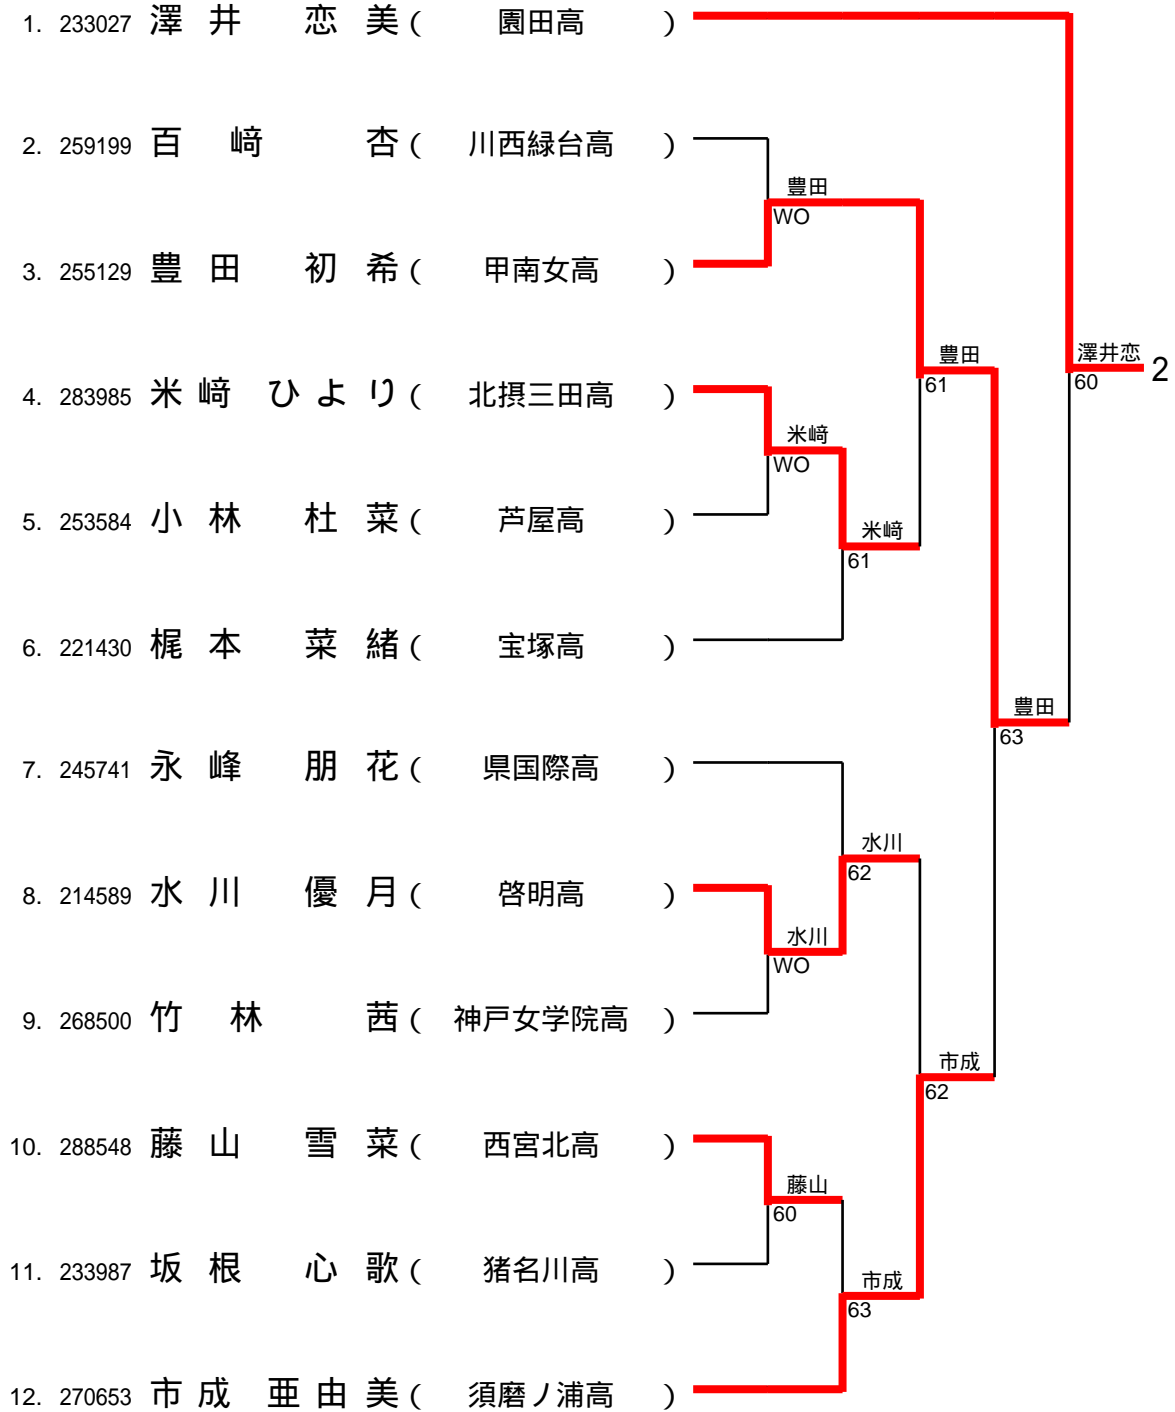 1. 233027 澤井 恋美 ( 園田高 )
2. 259199 百﨑 杏 ( 川西緑台高 )
豊田
WO
3. 255129 豊田 初希 ( 甲南女高 )
豊田
61
澤井恋
60
2
4. 283985 米﨑 ひより ( 北摂三田高 )
米﨑
WO
5. 253584 小林 杜菜 ( 芦屋高 )
米﨑
61
6. 221430 梶本 菜緒 ( 宝塚高 )
豊田
63
7. 245741 永峰 朋花 ( 県国際高 )
水川
62
8. 214589 水川 優月 ( 啓明高 )
水川
WO
9. 268500 竹林 茜 ( 神戸女学院高 )
市成
62
10. 288548 藤山 雪菜 ( 西宮北高 )
藤山
60
11. 233987 坂根 心歌 ( 猪名川高 )
市成
63
12. 270653 市成 亜由美 ( 須磨ノ浦高 )